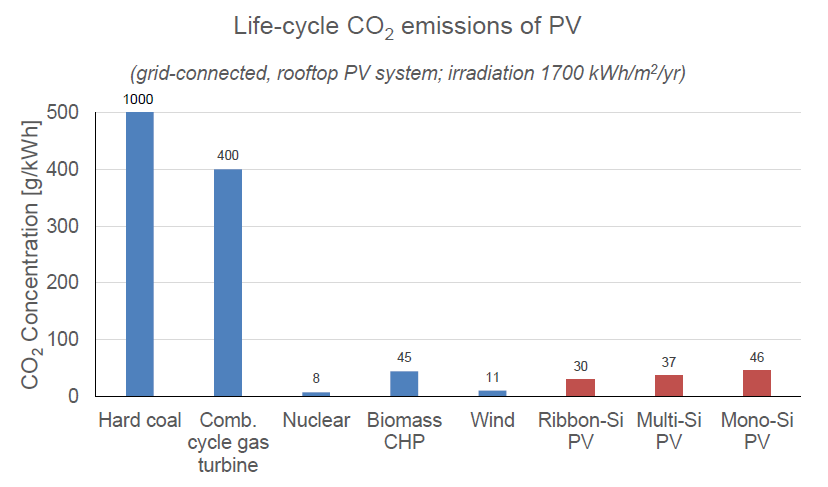 Life-cycle CO₂ emissions of PV
(grid-connected, rooftop PV system; irradiation 1700 kWh/m²/yr)
CO₂ Concentration [g/kWh]
500
400
300
200
100
0
1000
400
8
45
11
30
37
46
Hard coal
Comb.
cycle gas
turbine
Nuclear
Biomass
CHP
Wind
Ribbon-Si
PV
Multi-Si
PV
Mono-Si
PV